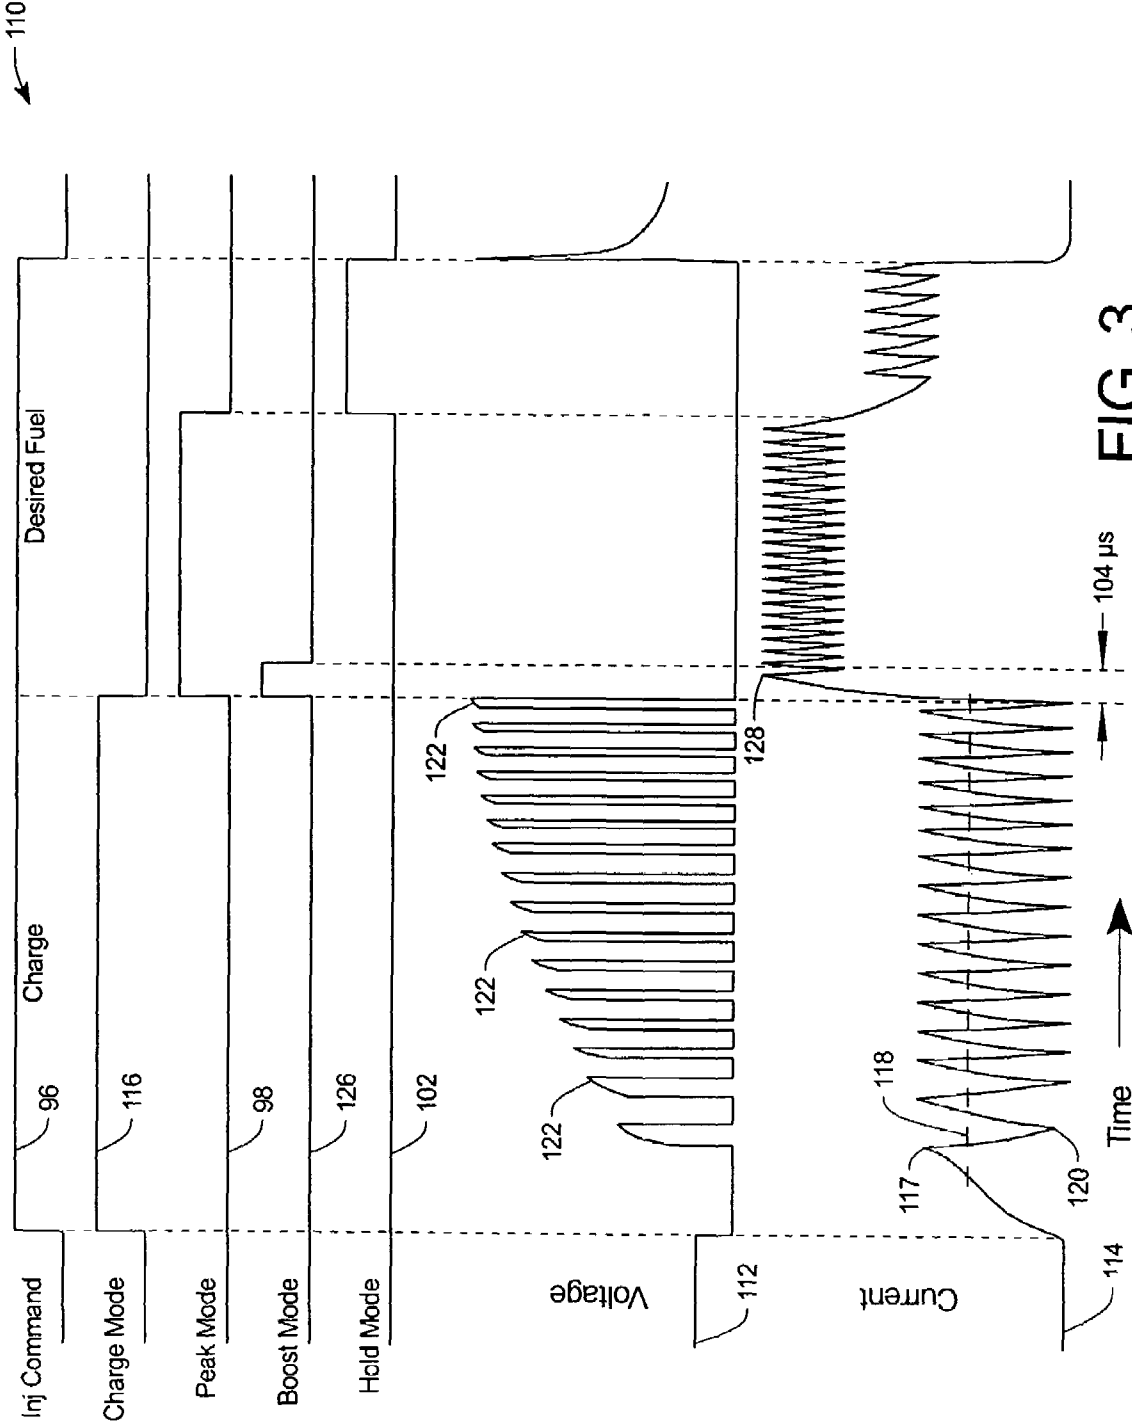 110
Inj Command
96
Charge
Desired Fuel
Charge Mode
116
Peak Mode
98
Boost Mode
126
Hold Mode
102
Voltage
112
122
122
122
Current
114
117
118
120
128
104 µs
Time
FIG. 3